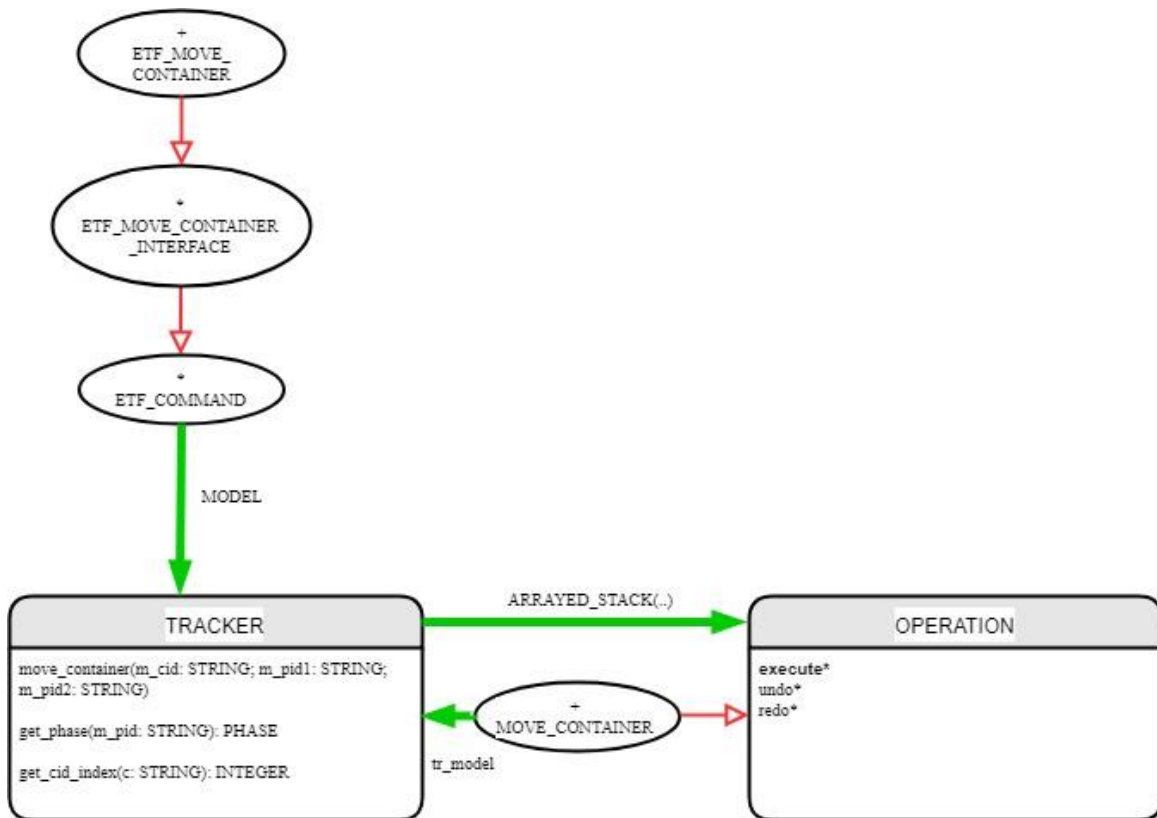 +
ETF_MOVE_
CONTAINER
*
ETF_MOVE_CONTAINER
_INTERFACE
*
ETF_COMMAND
MODEL
TRACKER
move_container(m_cid: STRING; m_pid1: STRING;
m_pid2: STRING)
get_phase(m_pid: STRING): PHASE
get_cid_index(c: STRING): INTEGER
ARRAYED_STACK(..)
+
MOVE_CONTAINER
tr_model
OPERATION
execute*
undo*
redo*